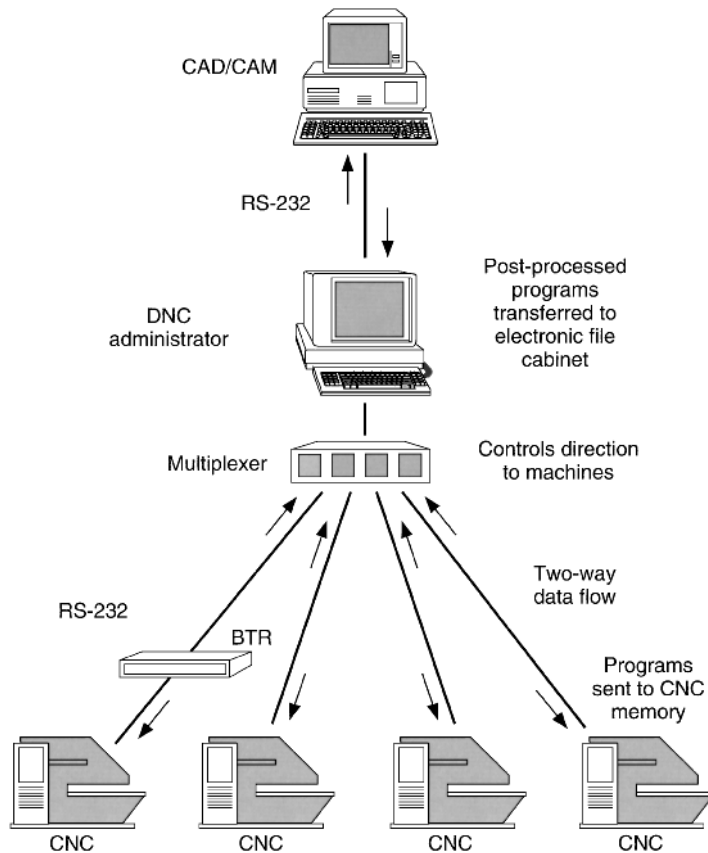 CAD/CAM
RS-232
DNC
administrator
Post-processed
programs
transferred to
electronic file
cabinet
Multiplexer
Controls direction
to machines
Two-way
data flow
RS-232
BTR
Programs
sent to CNC
memory
CNC
CNC
CNC
CNC